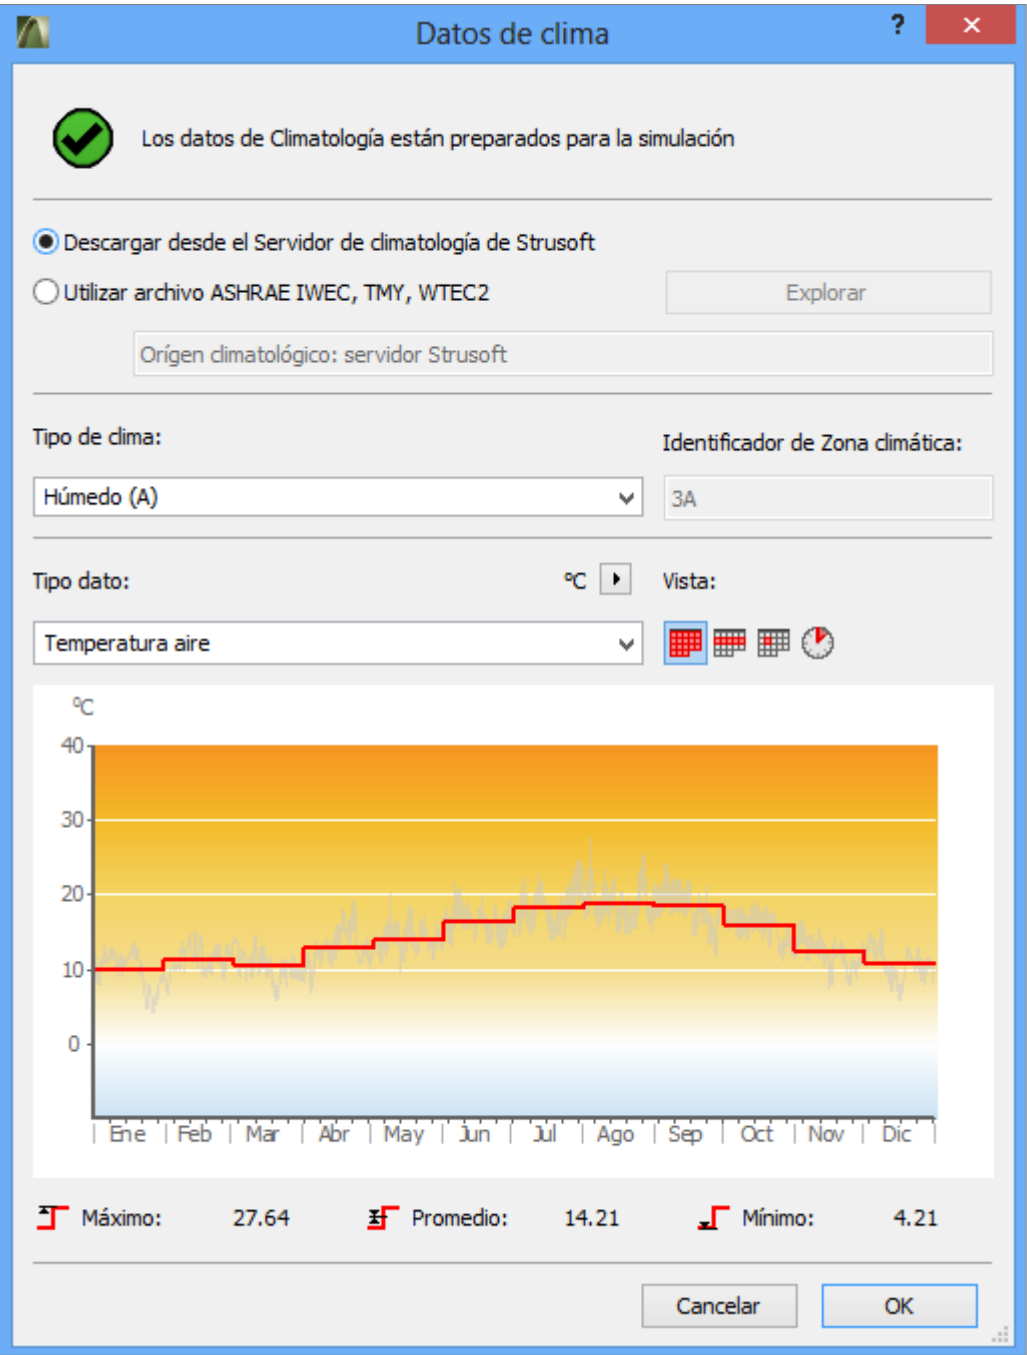 Datos de clima
?
Los datos de Climatología están preparados para la simulación
Descargar desde el Servidor de climatología de Strusoft
Utilizar archivo ASHRAE IWEC, TMY, WTEC2
Explorar
Orígen climatológico: servidor Strusoft
Tipo de clima:
Identificador de Zona climática:
Húmedo (A)
3A
Tipo dato:
ºC
Vista:
Temperatura aire
ºC
40
30
20
10
0
Ene Feb Mar Abr May Jun Jul Ago Sep Oct Nov Dic
Máximo: 27.64 Promedio: 14.21 Mínimo: 4.21
Cancelar OK